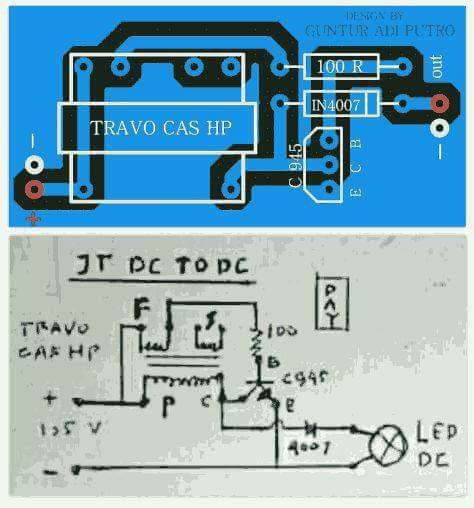 DESIGN BY
GUNTUR ADI PUTRO
100 R
out
IN4007
TRAVO CAS HP
C 945
B
C
E
−
+
−
JT DC TO DC
PAY
F
S
TRAVO
CAS HP
100
B
C945
+
P
C
E
1,5 V
4007
LED
DC
−